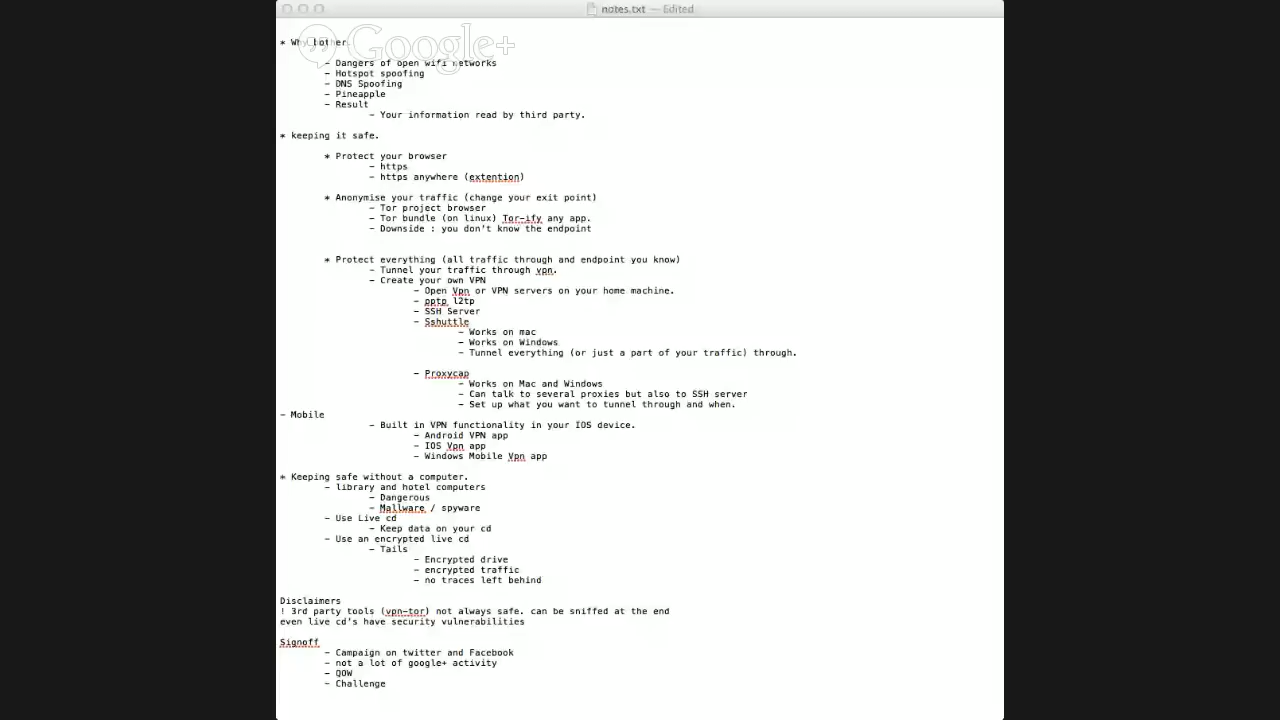 notes.txt — Edited
Google+
* Why bother.
- Dangers of open wifi networks
- Hotspot spoofing
- DNS Spoofing
- Pineapple
- Result
- Your information read by third party.
* keeping it safe.
* Protect your browser
- https
- https anywhere (extention)
* Anonymise your traffic (change your exit point)
- Tor project browser
- Tor bundle (on linux) Tor-ify any app.
- Downside : you don't know the endpoint
* Protect everything (all traffic through and endpoint you know)
- Tunnel your traffic through vpn.
- Create your own VPN
- Open Vpn or VPN servers on your home machine.
- pptp l2tp
- SSH Server
- Sshuttle
- Works on mac
- Works on Windows
- Tunnel everything (or just a part of your traffic) through.
- Proxycap
- Works on Mac and Windows
- Can talk to several proxies but also to SSH server
- Set up what you want to tunnel through and when.
- Mobile
- Built in VPN functionality in your IOS device.
- Android VPN app
- IOS Vpn app
- Windows Mobile Vpn app
* Keeping safe without a computer.
- library and hotel computers
- Dangerous
- Mallware / spyware
- Use Live cd
- Keep data on your cd
- Use an encrypted live cd
- Tails
- Encrypted drive
- encrypted traffic
- no traces left behind
Disclaimers
! 3rd party tools (vpn-tor) not always safe. can be sniffed at the end
even live cd's have security vulnerabilities
Signoff
- Campaign on twitter and Facebook
- not a lot of google+ activity
- QOW
- Challenge